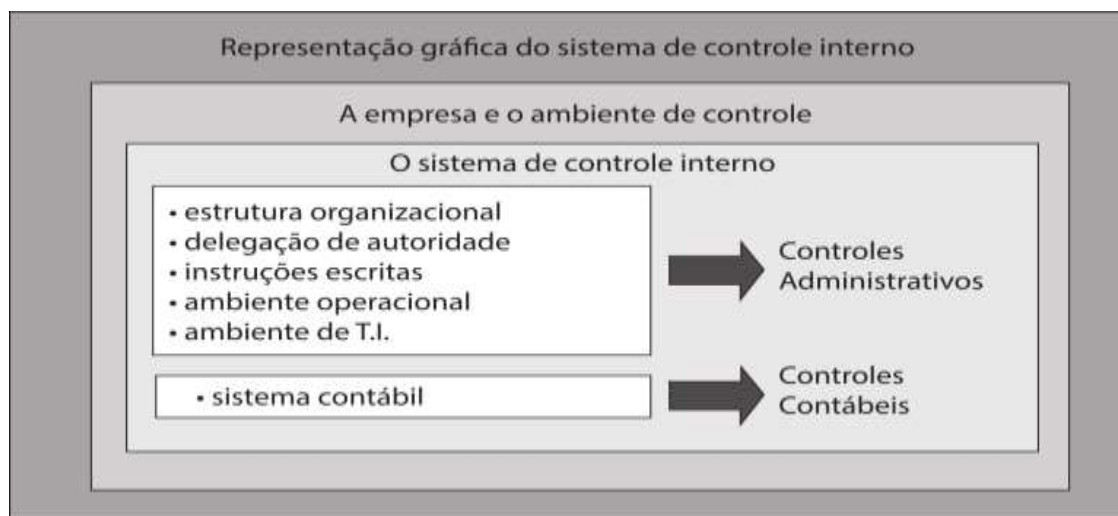 Representação gráfica do sistema de controle interno
A empresa e o ambiente de controle
O sistema de controle interno
• estrutura organizacional
• delegação de autoridade
• instruções escritas
• ambiente operacional
• ambiente de T.I.
Controles
Administrativos
• sistema contábil
Controles
Contábeis